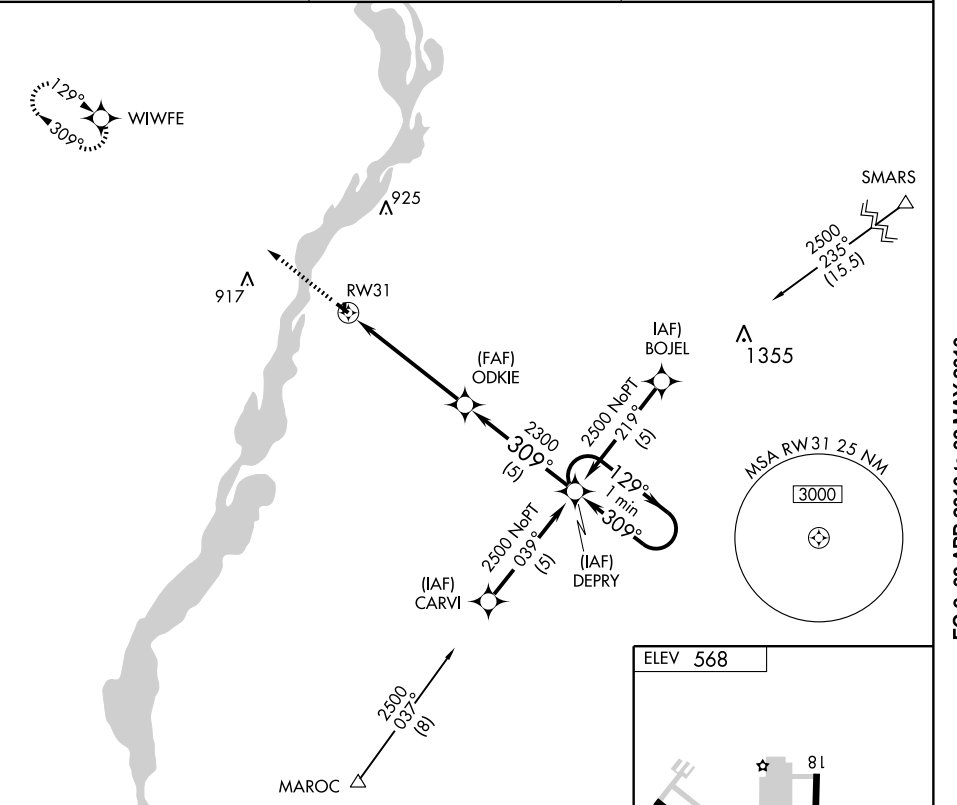 129°
309°
WIWFE
925
SMARS
2500
235°
(15.5)
917
RW31
1355
IAF)
BOJEL
(FAF)
ODKIE
2500 NoPT
219°
(5)
2300
309°
(5)
129°
1 min
309°
MSA RW31 25 NM
3000
2500 NoPT
039°
(5)
(IAF)
DEPRY
(IAF)
CARVI
ELEV 568
2500
037°
(8)
MAROC
18